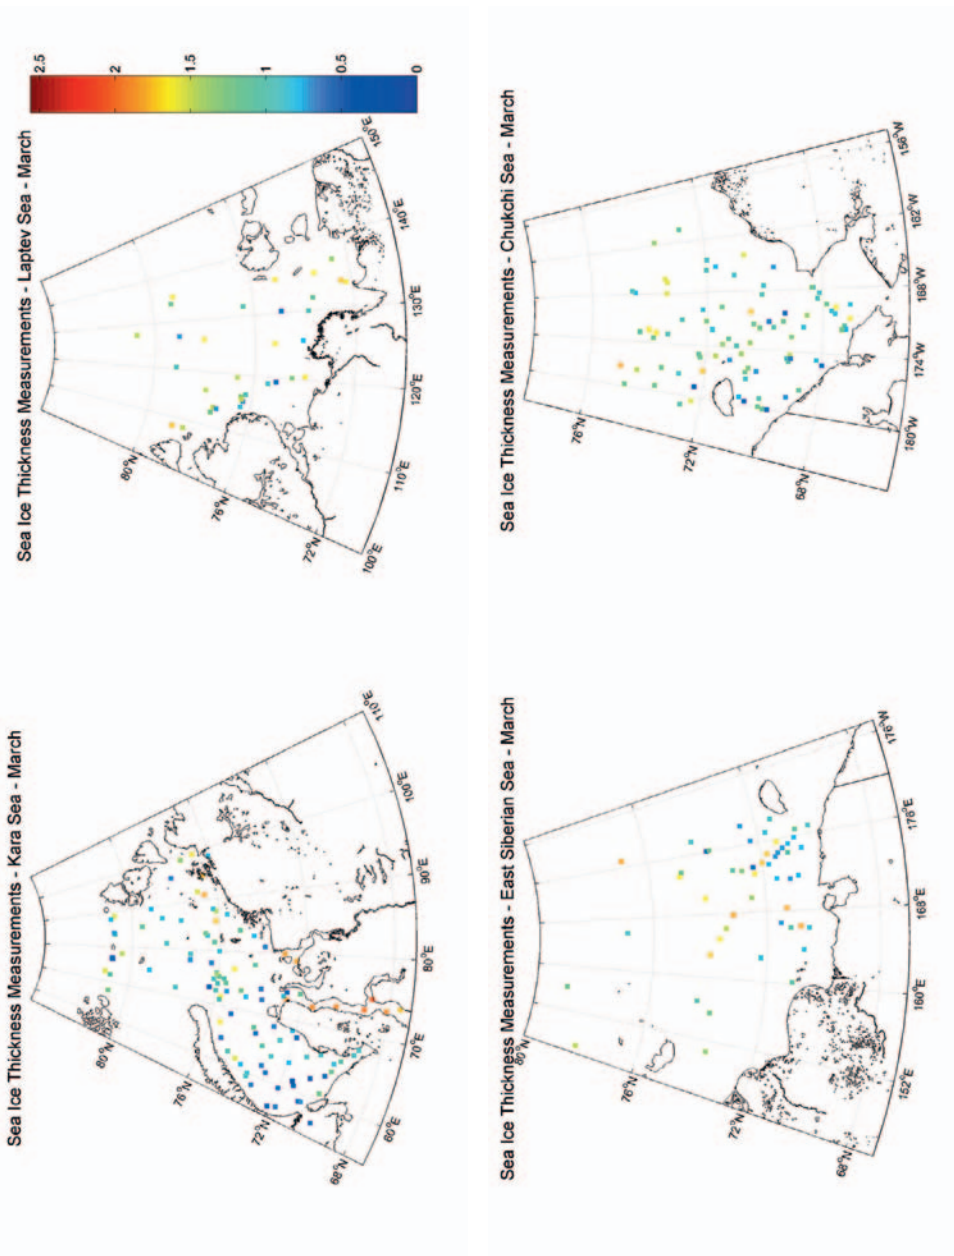 Sea Ice Thickness Measurements - Kara Sea - March
80°N
76°N
72°N
68°N
60°E
70°E
80°E
90°E
100°E
110°E
Sea Ice Thickness Measurements - Laptev Sea - March
80°N
76°N
72°N
100°E
110°E
120°E
130°E
140°E
150°E
2.5
2
1.5
1
0.5
0
Sea Ice Thickness Measurements - East Siberian Sea - March
80°N
76°N
72°N
68°N
152°E
160°E
168°E
176°E
176°W
Sea Ice Thickness Measurements - Chukchi Sea - March
76°N
72°N
68°N
180°W
174°W
168°W
162°W
156°W